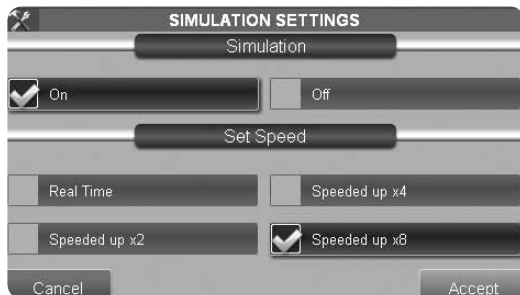 SIMULATION SETTINGS
Simulation
On Off
Set Speed
Real Time Speeded up x4
Speeded up x2 Speeded up x8
Cancel Accept